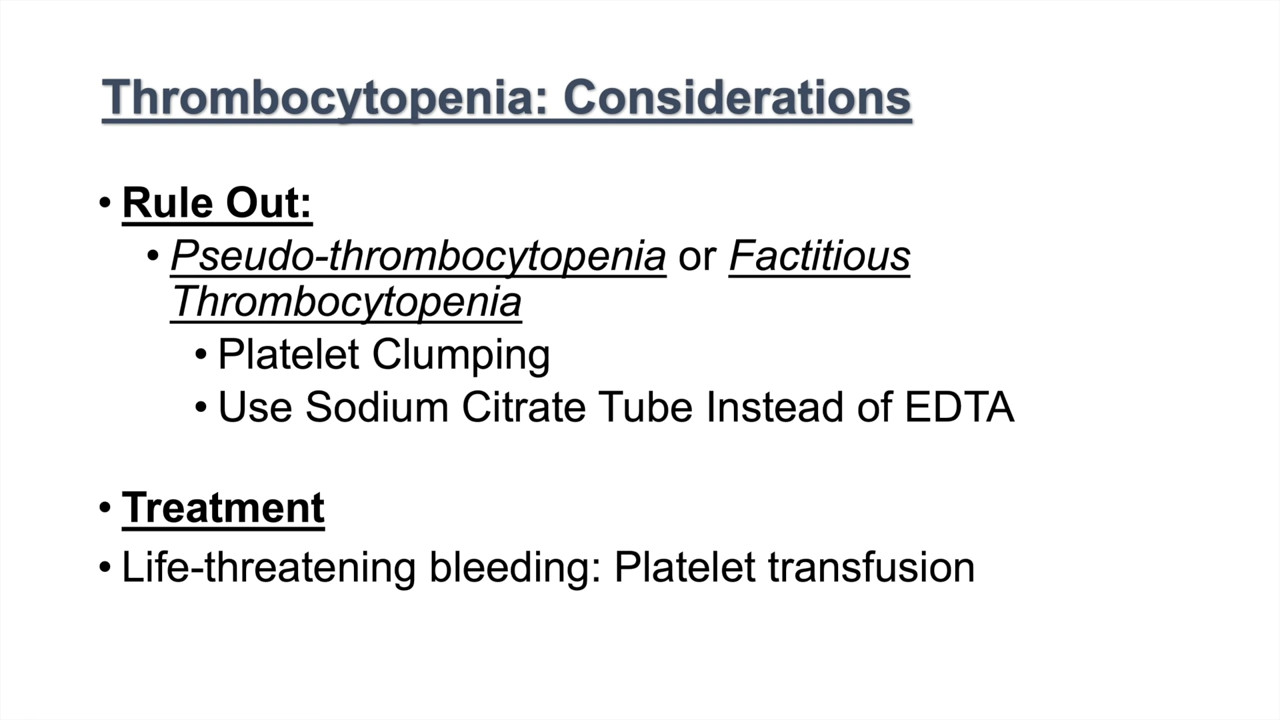 Thrombocytopenia: Considerations
• Rule Out:
• Pseudo-thrombocytopenia or Factitious
Thrombocytopenia
• Platelet Clumping
• Use Sodium Citrate Tube Instead of EDTA
• Treatment
• Life-threatening bleeding: Platelet transfusion